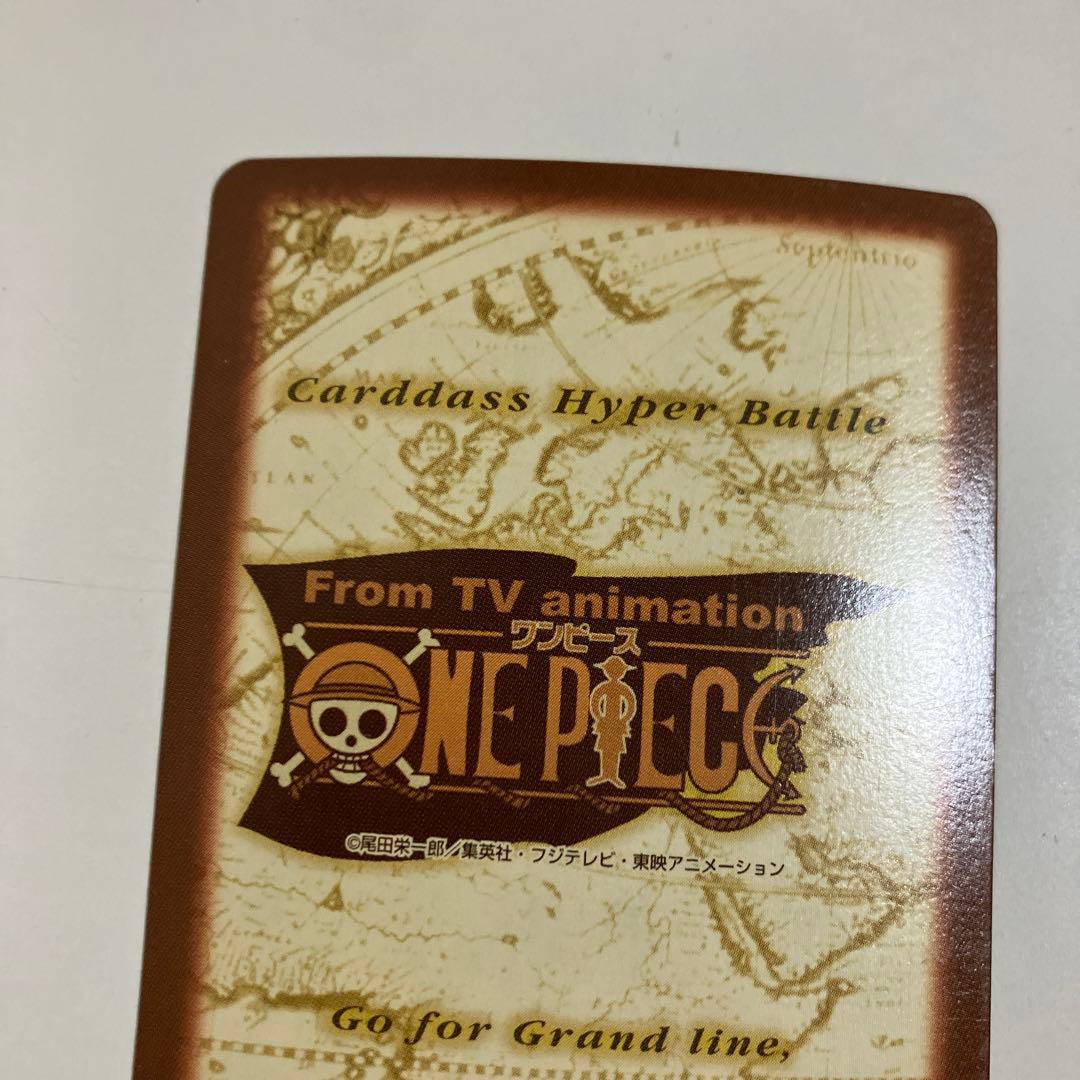 Carddass Hyper Battle
From TV animation
ワンピース
ONE PIECE
©尾田栄一郎／集英社・フジテレビ・東映アニメーション
Go for Grand line,